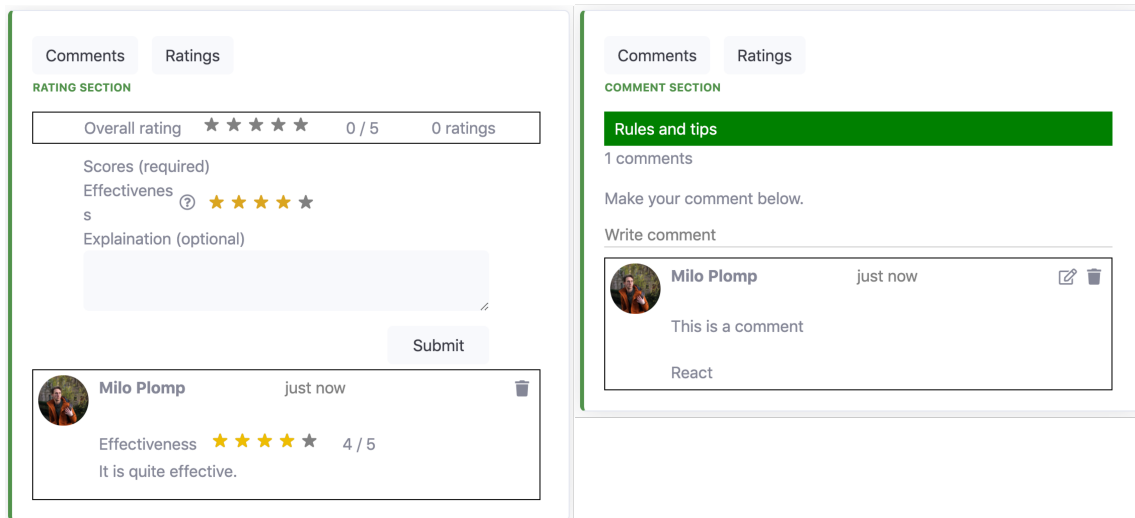 Comments Ratings
RATING SECTION
Overall rating 0 / 5 0 ratings
Scores (required)
Effectivenes
s
Explaination (optional)
Submit
Milo Plomp just now
Effectiveness 4 / 5
It is quite effective.
Comments Ratings
COMMENT SECTION
Rules and tips
1 comments
Make your comment below.
Write comment
Milo Plomp just now
This is a comment
React